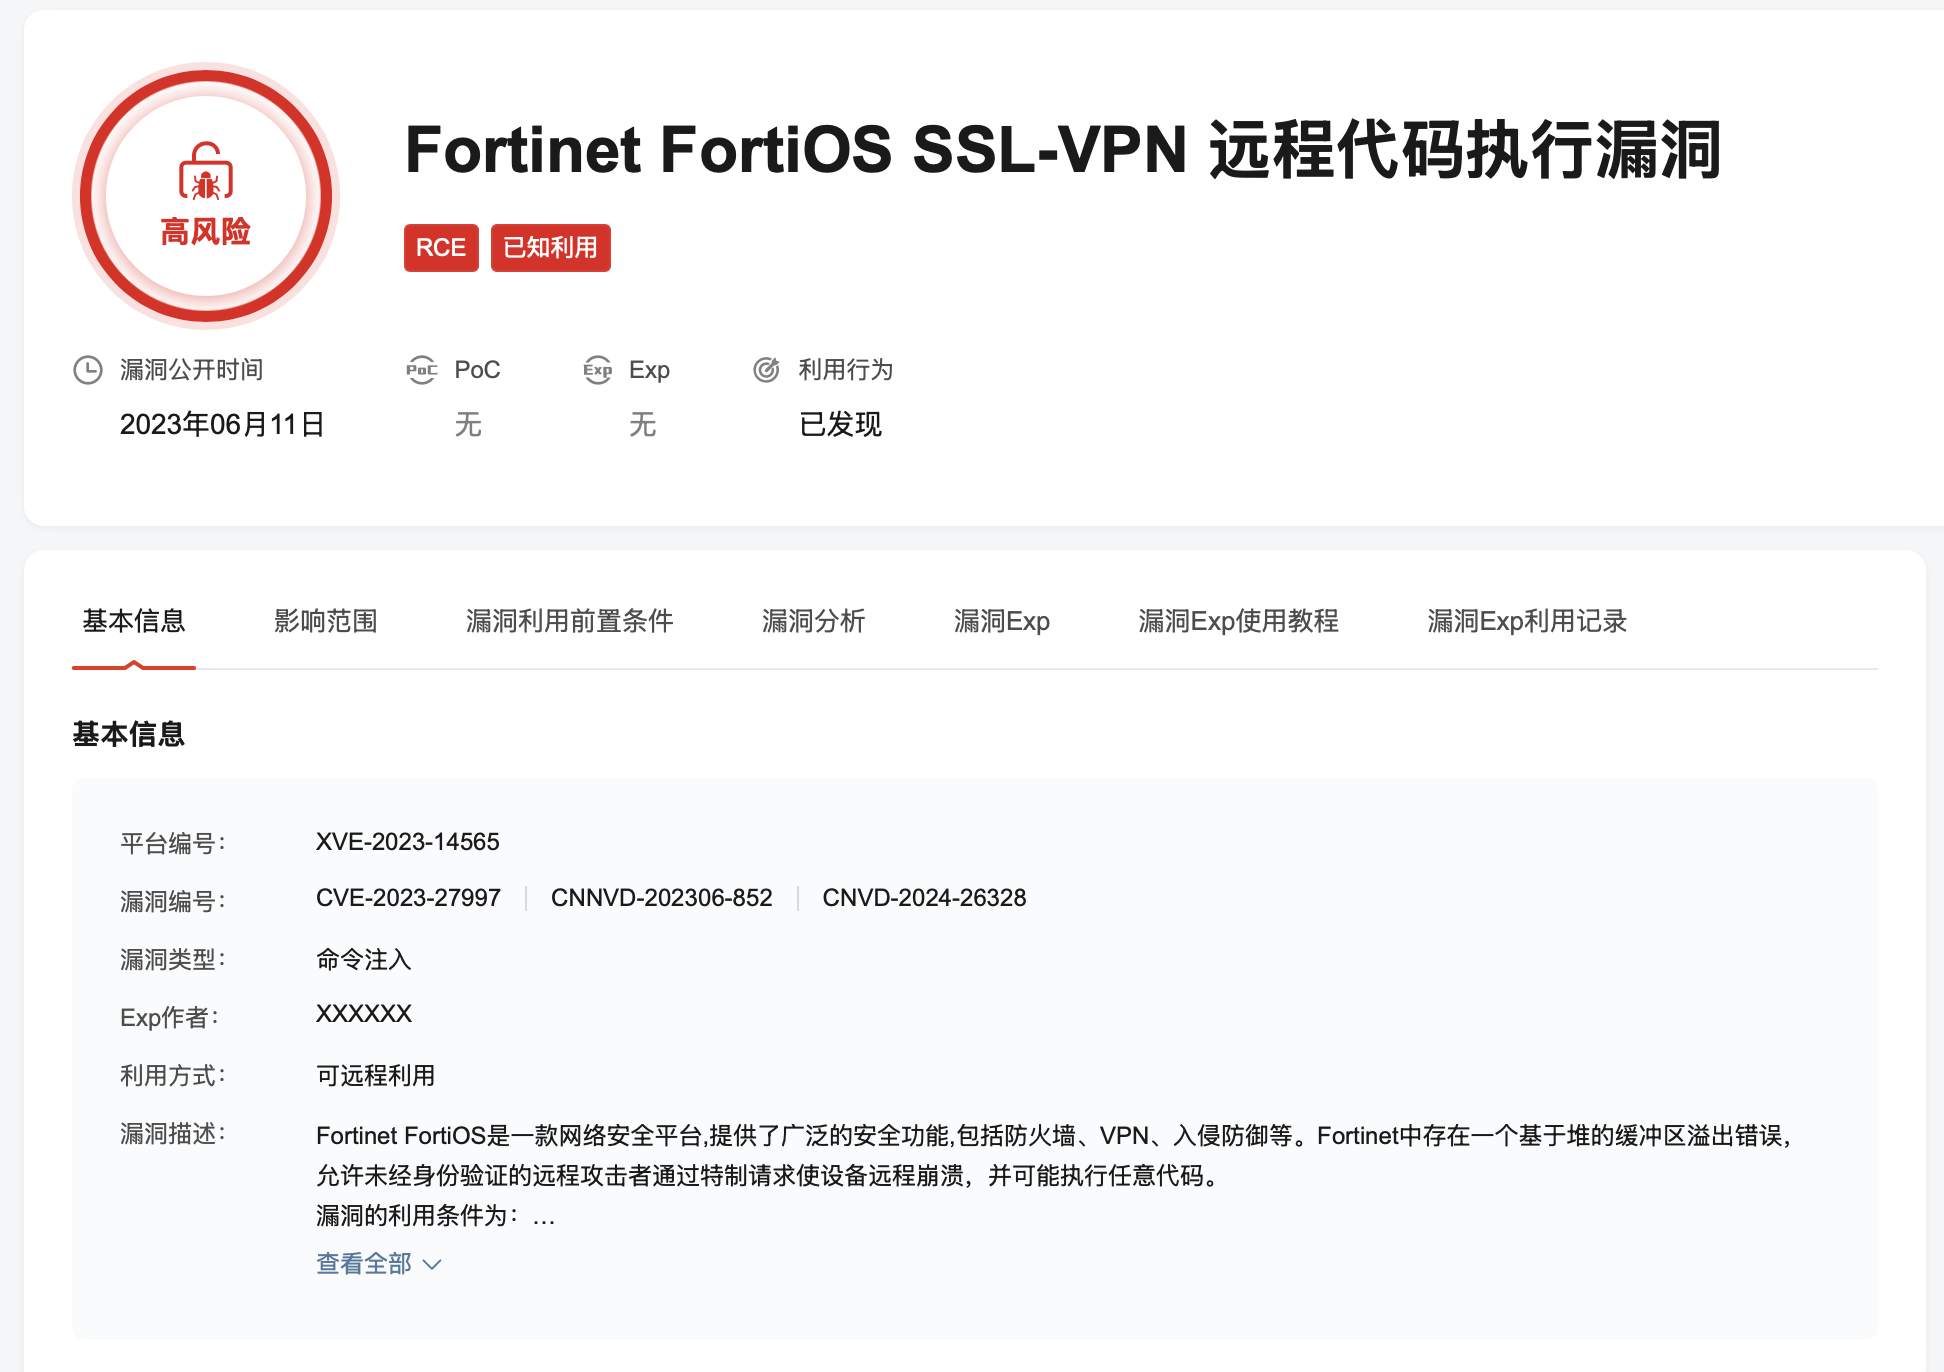 高风险
Fortinet FortiOS SSL-VPN 远程代码执行漏洞
RCE 已知利用
漏洞公开时间 PoC PoC Exp Exp 利用行为
2023年06月11日 无 无 已发现
基本信息 影响范围 漏洞利用前置条件 漏洞分析 漏洞Exp 漏洞Exp使用教程 漏洞Exp利用记录
基本信息
平台编号： XVE-2023-14565
漏洞编号： CVE-2023-27997 CNNVD-202306-852 CNVD-2024-26328
漏洞类型： 命令注入
Exp作者： XXXXXX
利用方式： 可远程利用
漏洞描述： Fortinet FortiOS是一款网络安全平台,提供了广泛的安全功能,包括防火墙、VPN、入侵防御等。Fortinet中存在一个基于堆的缓冲区溢出错误，
允许未经身份验证的远程攻击者通过特制请求使设备远程崩溃，并可能执行任意代码。
漏洞的利用条件为：…
查看全部